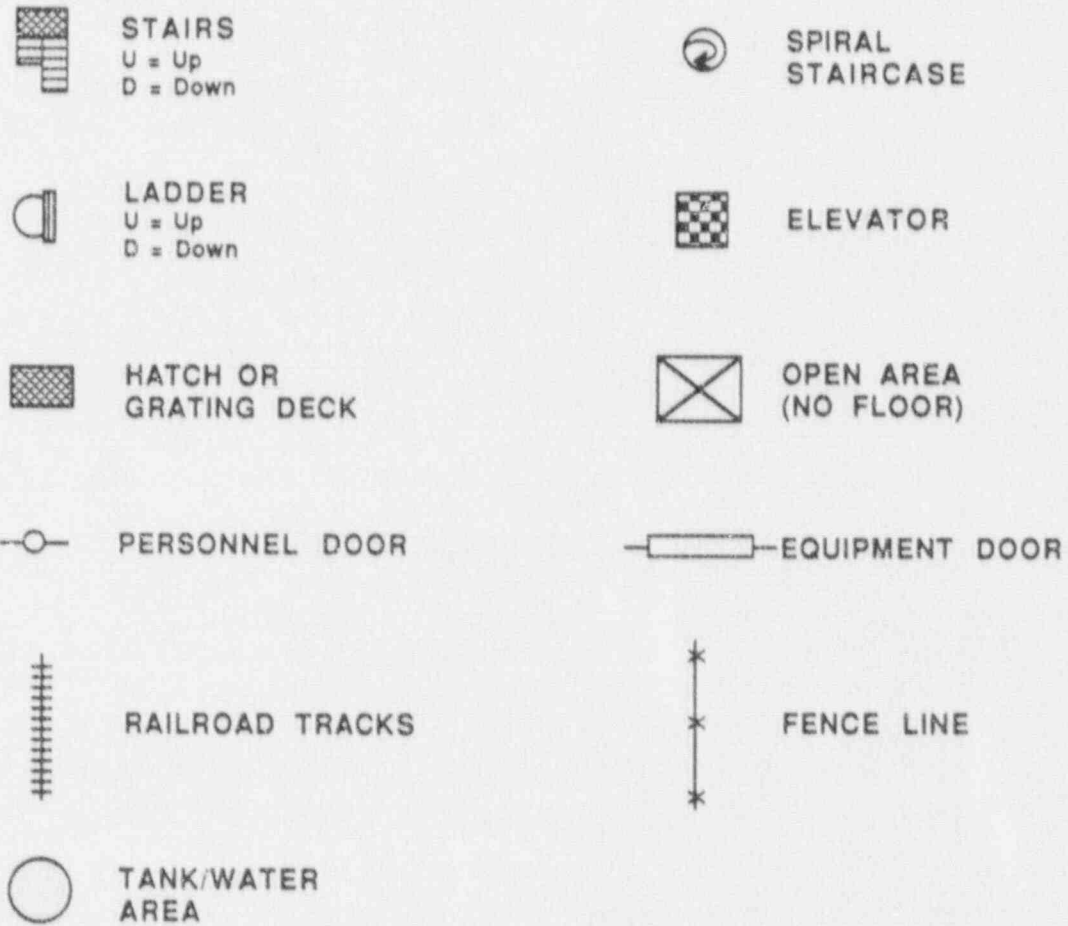 STAIRS
U = Up
D = Down
SPIRAL
STAIRCASE
LADDER
U = Up
D = Down
ELEVATOR
HATCH OR
GRATING DECK
OPEN AREA
(NO FLOOR)
PERSONNEL DOOR
EQUIPMENT DOOR
RAILROAD TRACKS
FENCE LINE
TANK/WATER
AREA